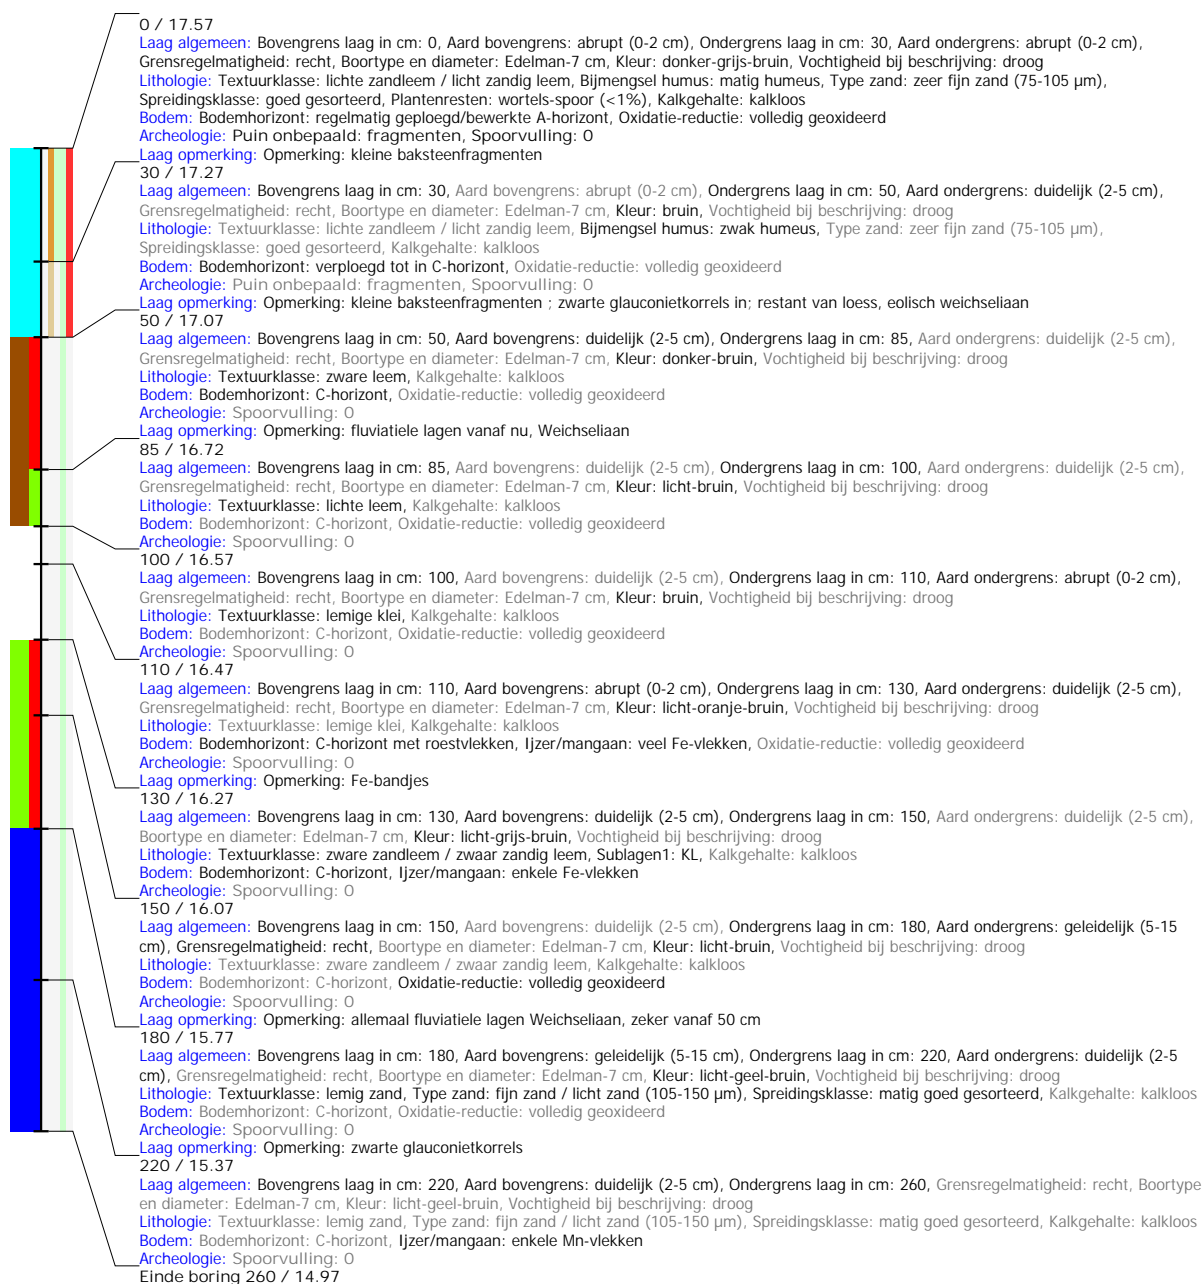 0 / 17.57
Laag algemeen: Bovengrens laag in cm: 0, Aard bovengrens: abrupt (0-2 cm), Ondergrens laag in cm: 30, Aard ondergrens: abrupt (0-2 cm),
Grensregelmatigheid: recht, Boortype en diameter: Edelman-7 cm, Kleur: donker-grijs-bruin, Vochtigheid bij beschrijving: droog
Lithologie: Textuurklasse: lichte zandleem / licht zandig leem, Bijmengsel humus: matig humeus, Type zand: zeer fijn zand (75-105 µm),
Spreidingsklasse: goed gesorteerd, Plantenresten: wortels-spoor (<1%), Kalkgehalte: kalkloos
Bodem: Bodemhorizont: regelmatig geploegd/bewerkte A-horizont, Oxidatie-reductie: volledig geoxideerd
Archeologie: Puin onbepaald: fragmenten, Spoorvulling: 0
Laag opmerking: Opmerking: kleine baksteenfragmenten
30 / 17.27
Laag algemeen: Bovengrens laag in cm: 30, Aard bovengrens: abrupt (0-2 cm), Ondergrens laag in cm: 50, Aard ondergrens: duidelijk (2-5 cm),
Grensregelmatigheid: recht, Boortype en diameter: Edelman-7 cm, Kleur: bruin, Vochtigheid bij beschrijving: droog
Lithologie: Textuurklasse: lichte zandleem / licht zandig leem, Bijmengsel humus: zwak humeus, Type zand: zeer fijn zand (75-105 µm),
Spreidingsklasse: goed gesorteerd, Kalkgehalte: kalkloos
Bodem: Bodemhorizont: verploegd tot in C-horizont, Oxidatie-reductie: volledig geoxideerd
Archeologie: Puin onbepaald: fragmenten, Spoorvulling: 0
Laag opmerking: Opmerking: kleine baksteenfragmenten ; zwarte glauconietkorrels in; restant van loess, eolisch weichseliaan
50 / 17.07
Laag algemeen: Bovengrens laag in cm: 50, Aard bovengrens: duidelijk (2-5 cm), Ondergrens laag in cm: 85, Aard ondergrens: duidelijk (2-5 cm),
Grensregelmatigheid: recht, Boortype en diameter: Edelman-7 cm, Kleur: donker-bruin, Vochtigheid bij beschrijving: droog
Lithologie: Textuurklasse: zware leem, Kalkgehalte: kalkloos
Bodem: Bodemhorizont: C-horizont, Oxidatie-reductie: volledig geoxideerd
Archeologie: Spoorvulling: 0
Laag opmerking: Opmerking: fluviatiele lagen vanaf nu, Weichseliaan
85 / 16.72
Laag algemeen: Bovengrens laag in cm: 85, Aard bovengrens: duidelijk (2-5 cm), Ondergrens laag in cm: 100, Aard ondergrens: duidelijk (2-5 cm),
Grensregelmatigheid: recht, Boortype en diameter: Edelman-7 cm, Kleur: licht-bruin, Vochtigheid bij beschrijving: droog
Lithologie: Textuurklasse: lichte leem, Kalkgehalte: kalkloos
Bodem: Bodemhorizont: C-horizont, Oxidatie-reductie: volledig geoxideerd
Archeologie: Spoorvulling: 0
100 / 16.57
Laag algemeen: Bovengrens laag in cm: 100, Aard bovengrens: duidelijk (2-5 cm), Ondergrens laag in cm: 110, Aard ondergrens: abrupt (0-2 cm),
Grensregelmatigheid: recht, Boortype en diameter: Edelman-7 cm, Kleur: bruin, Vochtigheid bij beschrijving: droog
Lithologie: Textuurklasse: lemige klei, Kalkgehalte: kalkloos
Bodem: Bodemhorizont: C-horizont, Oxidatie-reductie: volledig geoxideerd
Archeologie: Spoorvulling: 0
110 / 16.47
Laag algemeen: Bovengrens laag in cm: 110, Aard bovengrens: abrupt (0-2 cm), Ondergrens laag in cm: 130, Aard ondergrens: duidelijk (2-5 cm),
Grensregelmatigheid: recht, Boortype en diameter: Edelman-7 cm, Kleur: licht-oranje-bruin, Vochtigheid bij beschrijving: droog
Lithologie: Textuurklasse: lemige klei, Kalkgehalte: kalkloos
Bodem: Bodemhorizont: C-horizont met roestvlekken, Ijzer/mangaan: veel Fe-vlekken, Oxidatie-reductie: volledig geoxideerd
Archeologie: Spoorvulling: 0
Laag opmerking: Opmerking: Fe-bandjes
130 / 16.27
Laag algemeen: Bovengrens laag in cm: 130, Aard bovengrens: duidelijk (2-5 cm), Ondergrens laag in cm: 150, Aard ondergrens: duidelijk (2-5 cm),
Boortype en diameter: Edelman-7 cm, Kleur: licht-grijs-bruin, Vochtigheid bij beschrijving: droog
Lithologie: Textuurklasse: zware zandleem / zwaar zandig leem, Sublagen1: KL, Kalkgehalte: kalkloos
Bodem: Bodemhorizont: C-horizont, Ijzer/mangaan: enkele Fe-vlekken
Archeologie: Spoorvulling: 0
150 / 16.07
Laag algemeen: Bovengrens laag in cm: 150, Aard bovengrens: duidelijk (2-5 cm), Ondergrens laag in cm: 180, Aard ondergrens: geleidelijk (5-15
cm), Grensregelmatigheid: recht, Boortype en diameter: Edelman-7 cm, Kleur: licht-bruin, Vochtigheid bij beschrijving: droog
Lithologie: Textuurklasse: zware zandleem / zwaar zandig leem, Kalkgehalte: kalkloos
Bodem: Bodemhorizont: C-horizont, Oxidatie-reductie: volledig geoxideerd
Archeologie: Spoorvulling: 0
Laag opmerking: Opmerking: allemaal fluviatiele lagen Weichseliaan, zeker vanaf 50 cm
180 / 15.77
Laag algemeen: Bovengrens laag in cm: 180, Aard bovengrens: geleidelijk (5-15 cm), Ondergrens laag in cm: 220, Aard ondergrens: duidelijk (2-5
cm), Grensregelmatigheid: recht, Boortype en diameter: Edelman-7 cm, Kleur: licht-geel-bruin, Vochtigheid bij beschrijving: droog
Lithologie: Textuurklasse: lemig zand, Type zand: fijn zand / licht zand (105-150 µm), Spreidingsklasse: matig goed gesorteerd, Kalkgehalte: kalkloos
Bodem: Bodemhorizont: C-horizont, Oxidatie-reductie: volledig geoxideerd
Archeologie: Spoorvulling: 0
Laag opmerking: Opmerking: zwarte glauconietkorrels
220 / 15.37
Laag algemeen: Bovengrens laag in cm: 220, Aard bovengrens: duidelijk (2-5 cm), Ondergrens laag in cm: 260, Grensregelmatigheid: recht, Boortype
en diameter: Edelman-7 cm, Kleur: licht-geel-bruin, Vochtigheid bij beschrijving: droog
Lithologie: Textuurklasse: lemig zand, Type zand: fijn zand / licht zand (105-150 µm), Spreidingsklasse: matig goed gesorteerd, Kalkgehalte: kalkloos
Bodem: Bodemhorizont: C-horizont, Ijzer/mangaan: enkele Mn-vlekken
Archeologie: Spoorvulling: 0
Einde boring 260 / 14.97